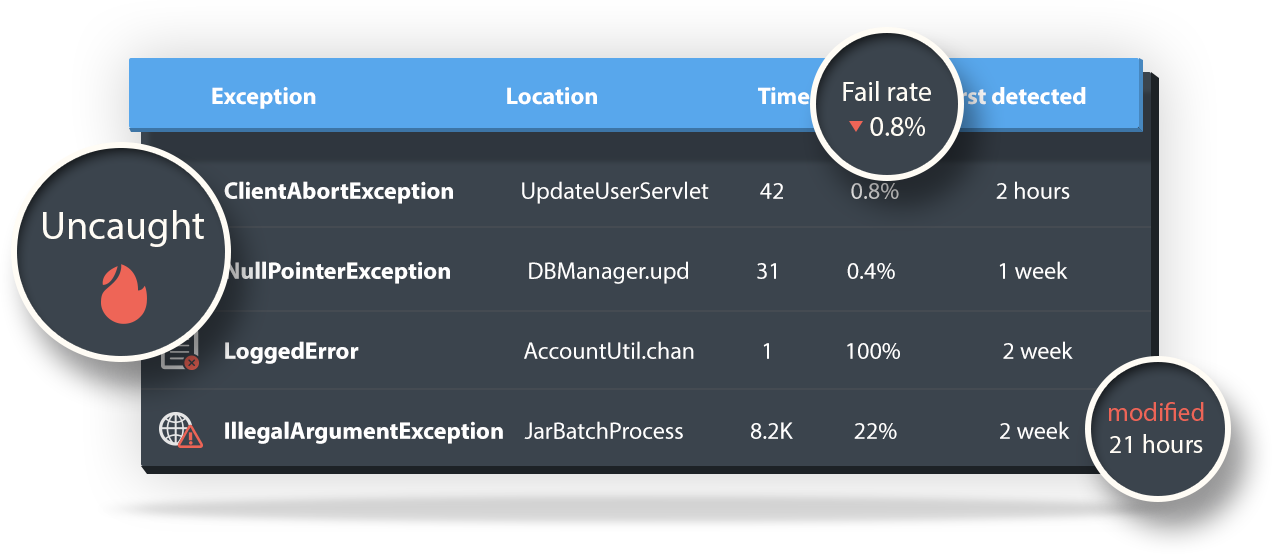 Exception Location Time Fail rate rst detected
▼ 0.8%
Uncaught
ClientAbortException UpdateUserServlet 42 0.8% 2 hours
NullPointerException DBManager.upd 31 0.4% 1 week
LoggedError AccountUtil.chan 1 100% 2 week
IllegalArgumentException JarBatchProcess 8.2K 22% 2 week
modified
21 hours